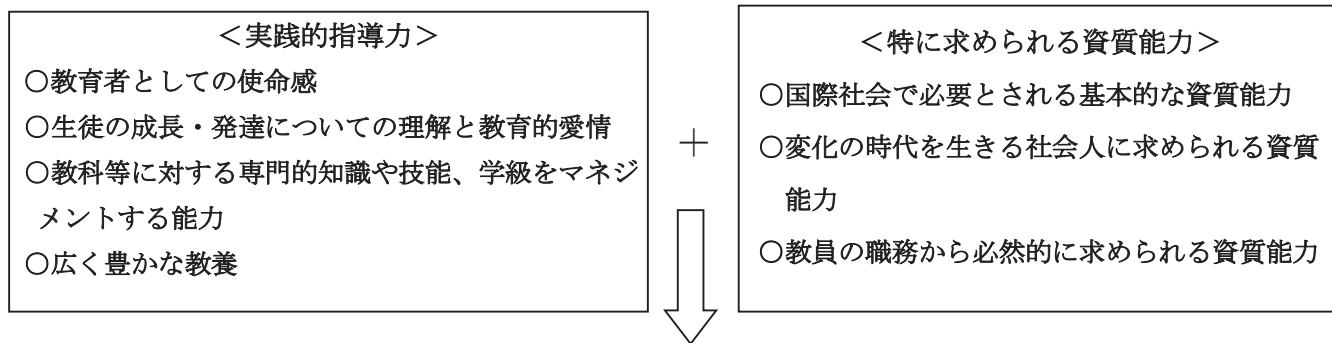 ＜実践的指導力＞
○教育者としての使命感
○生徒の成長・発達についての理解と教育的愛情
○教科等に対する専門的知識や技能、学級をマネジ
メントする能力
○広く豊かな教養
＋
＜特に求められる資質能力＞
○国際社会で必要とされる基本的な資質能力
○変化の時代を生きる社会人に求められる資質
能力
○教員の職務から必然的に求められる資質能力